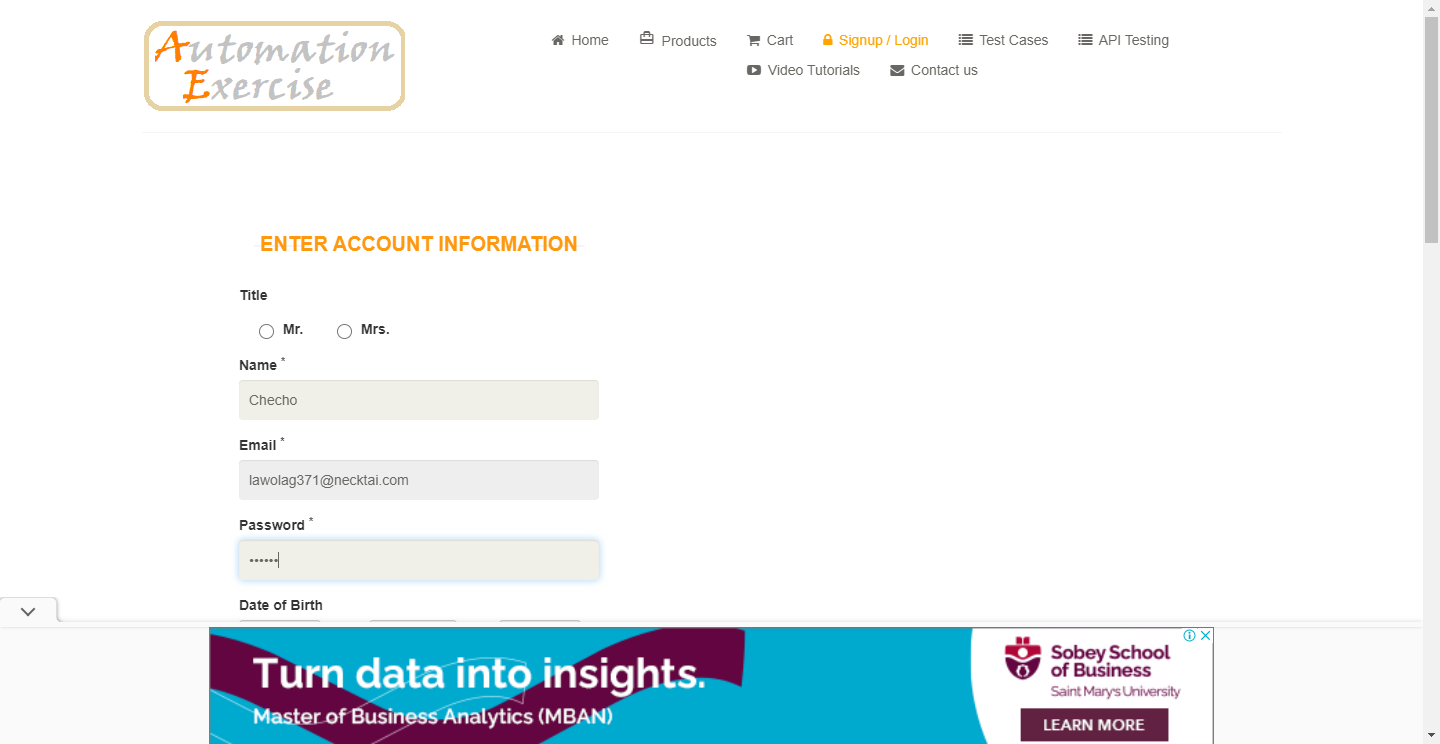 Automation
Exercise
Home
Products
Cart
Signup / Login
Test Cases
API Testing
Video Tutorials
Contact us
ENTER ACCOUNT INFORMATION
Title
Mr.
Mrs.
Name *
Checho
Email *
lawolag371@necktai.com
Password *
••••••
Date of Birth
Turn data into insights.
Master of Business Analytics (MBAN)
Sobey School
of Business
Saint Mary's University
LEARN MORE